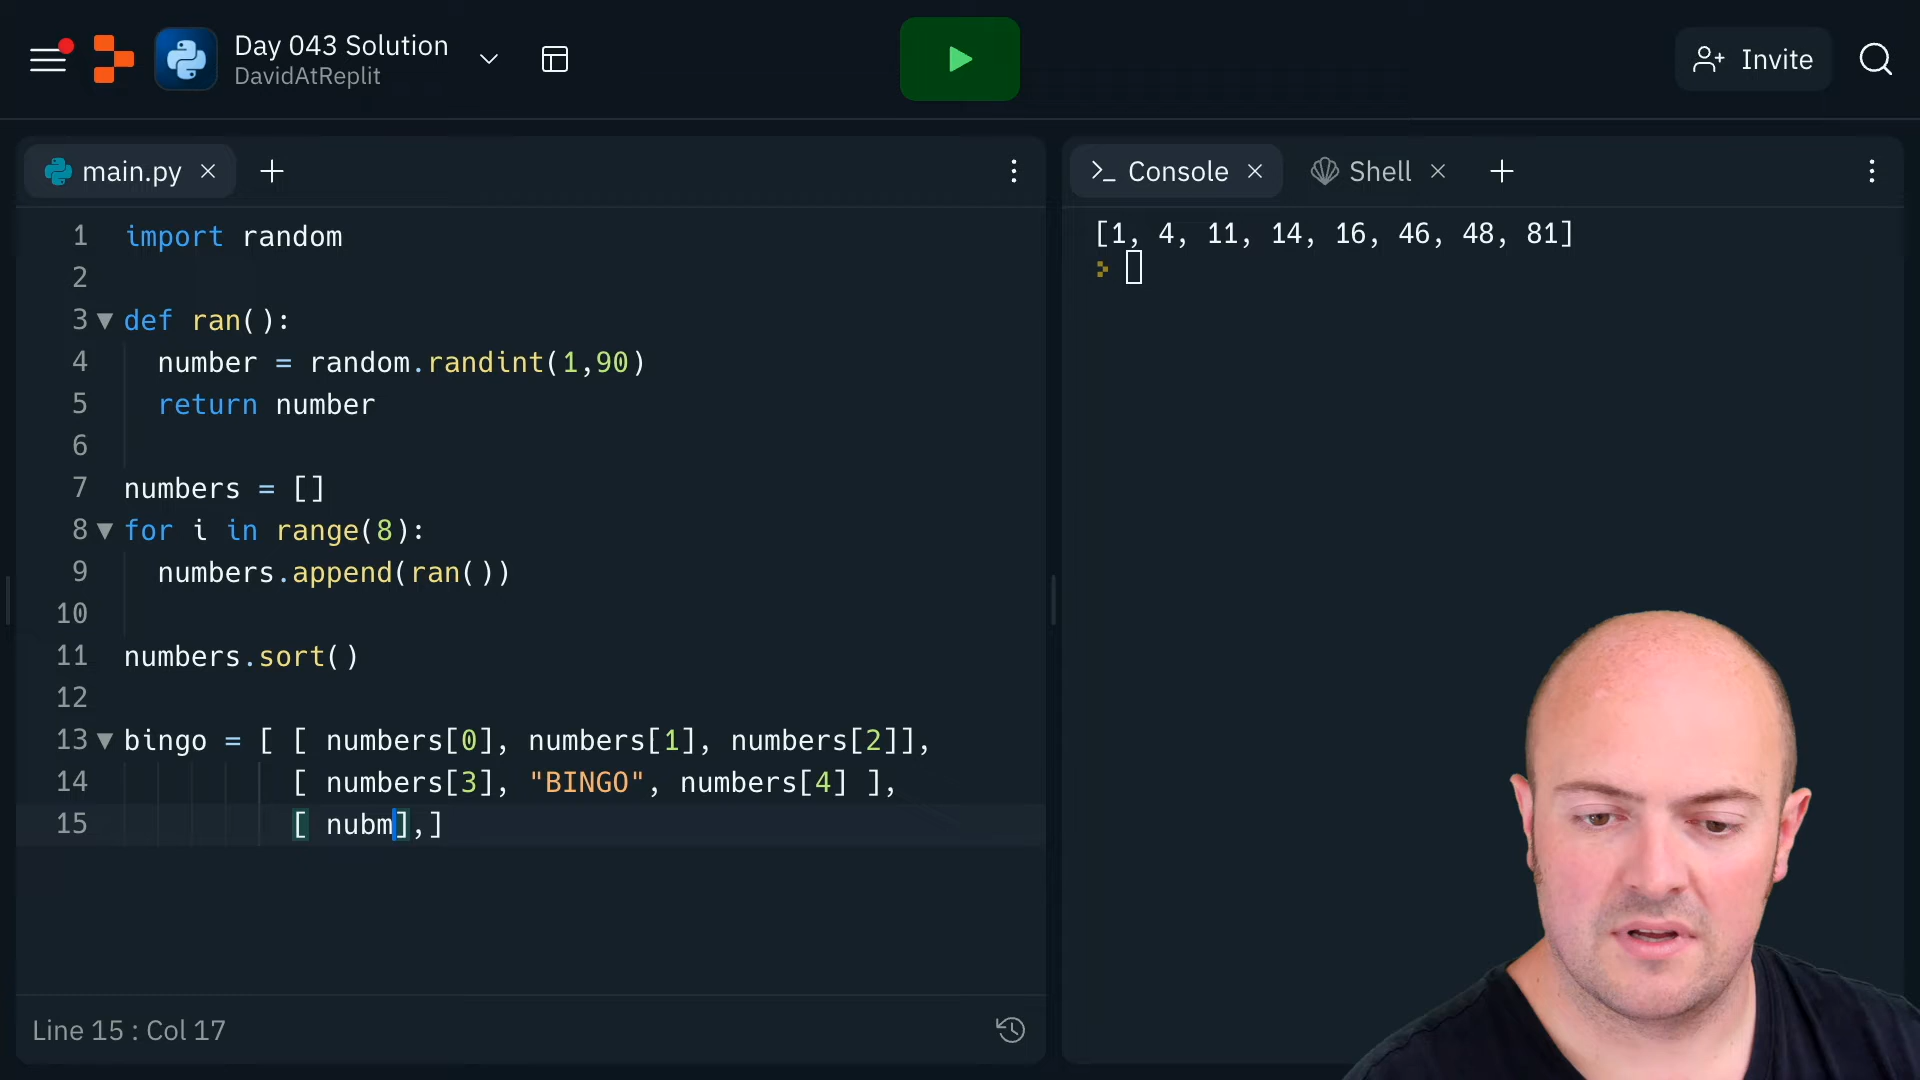 Day 043 Solution
DavidAtReplit
Invite
main.py
Console
Shell
1 import random
2
3 def ran():
4 number = random.randint(1,90)
5 return number
6
7 numbers = []
8 for i in range(8):
9 numbers.append(ran())
10
11 numbers.sort()
12
13 bingo = [ [ numbers[0], numbers[1], numbers[2]],
14 [ numbers[3], "BINGO", numbers[4] ],
15 [ nubm],]
Line 15 : Col 17
[1, 4, 11, 14, 16, 46, 48, 81]